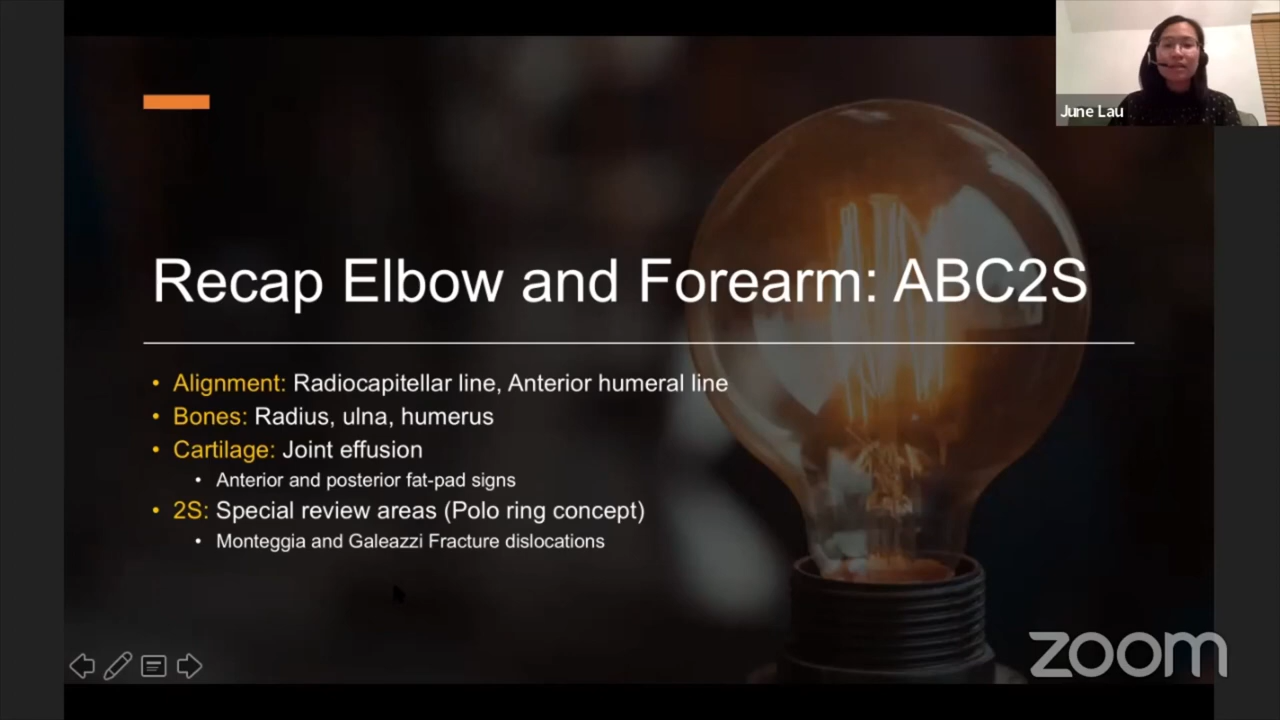 June Lau
Recap Elbow and Forearm: ABC2S
• Alignment: Radiocapitellar line, Anterior humeral line
• Bones: Radius, ulna, humerus
• Cartilage: Joint effusion
• Anterior and posterior fat-pad signs
• 2S: Special review areas (Polo ring concept)
• Monteggia and Galeazzi Fracture dislocations
zoom